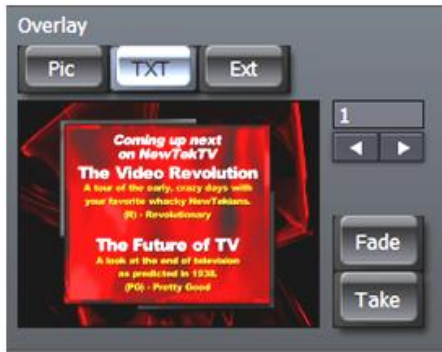 Overlay
Pic TXT Ext
1
Coming up next
on NewTekTV
The Video Revolution
A tour of the early, crazy days with
your favorite whacky NewTekians.
(R) - Revolutionary
The Future of TV
A look at the end of television
as predicted in 1938.
(PG) - Pretty Good
Fade
Take